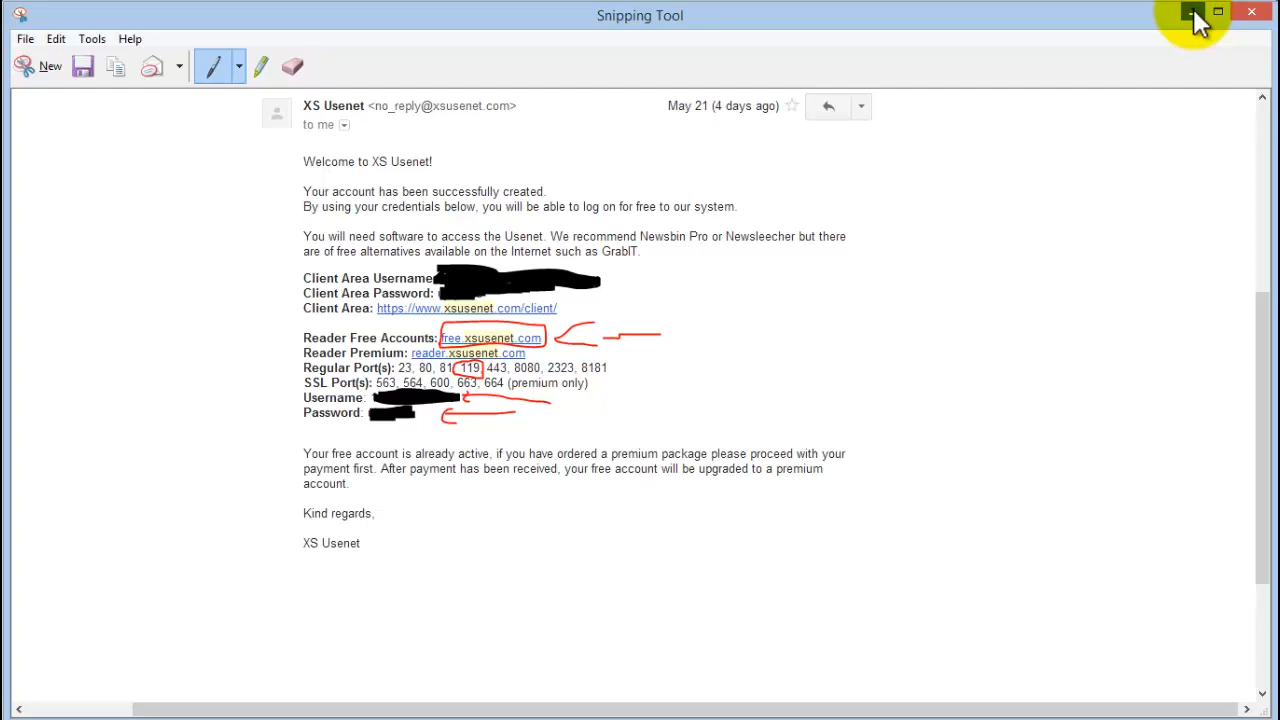 Snipping Tool
File Edit Tools Help
New
XS Usenet <no_reply@xsusenet.com> May 21 (4 days ago)
to me
Welcome to XS Usenet!
Your account has been successfully created.
By using your credentials below, you will be able to log on for free to our system.
You will need software to access the Usenet. We recommend Newsbin Pro or Newsleecher but there
are of free alternatives available on the Internet such as GrabIT.
Client Area Username
Client Area Password:
Client Area: https://www.xsusenet.com/client/
Reader Free Accounts: free.xsusenet.com
Reader Premium: reader.xsusenet.com
Regular Port(s): 23, 80, 81, 119, 443, 8080, 2323, 8181
SSL Port(s): 563, 564, 600, 663, 664 (premium only)
Username:
Password:
Your free account is already active, if you have ordered a premium package please proceed with your
payment first. After payment has been received, your free account will be upgraded to a premium
account.
Kind regards,
XS Usenet